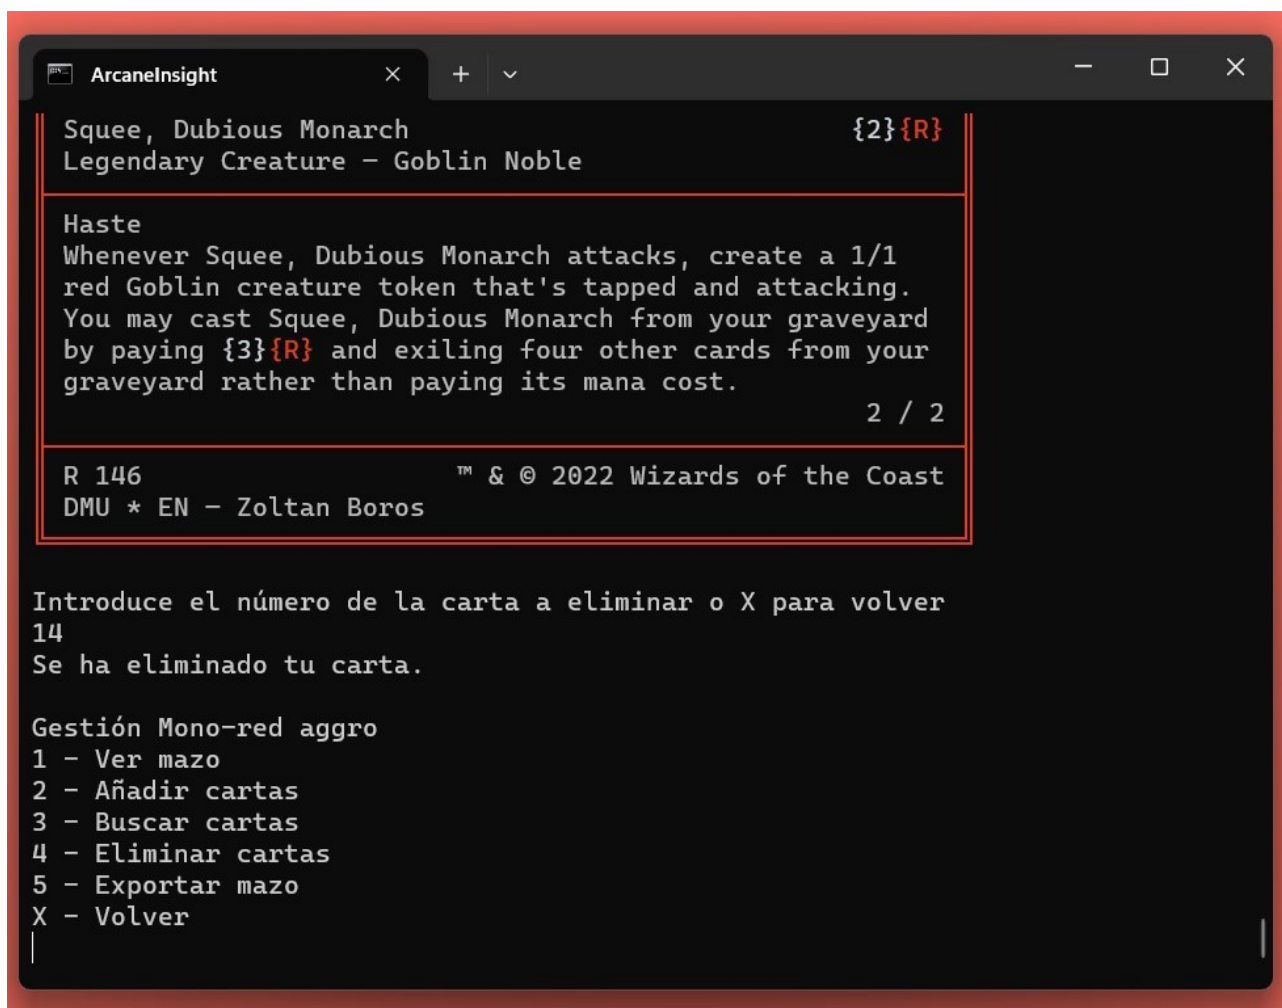 ArcaneInsight
Squee, Dubious Monarch {2}{R}
Legendary Creature — Goblin Noble
Haste
Whenever Squee, Dubious Monarch attacks, create a 1/1
red Goblin creature token that's tapped and attacking.
You may cast Squee, Dubious Monarch from your graveyard
by paying {3}{R} and exiling four other cards from your
graveyard rather than paying its mana cost.
2 / 2
R 146 ™ & © 2022 Wizards of the Coast
DMU * EN — Zoltan Boros
Introduce el número de la carta a eliminar o X para volver
14
Se ha eliminado tu carta.
Gestión Mono-red aggro
1 - Ver mazo
2 - Añadir cartas
3 - Buscar cartas
4 - Eliminar cartas
5 - Exportar mazo
X - Volver